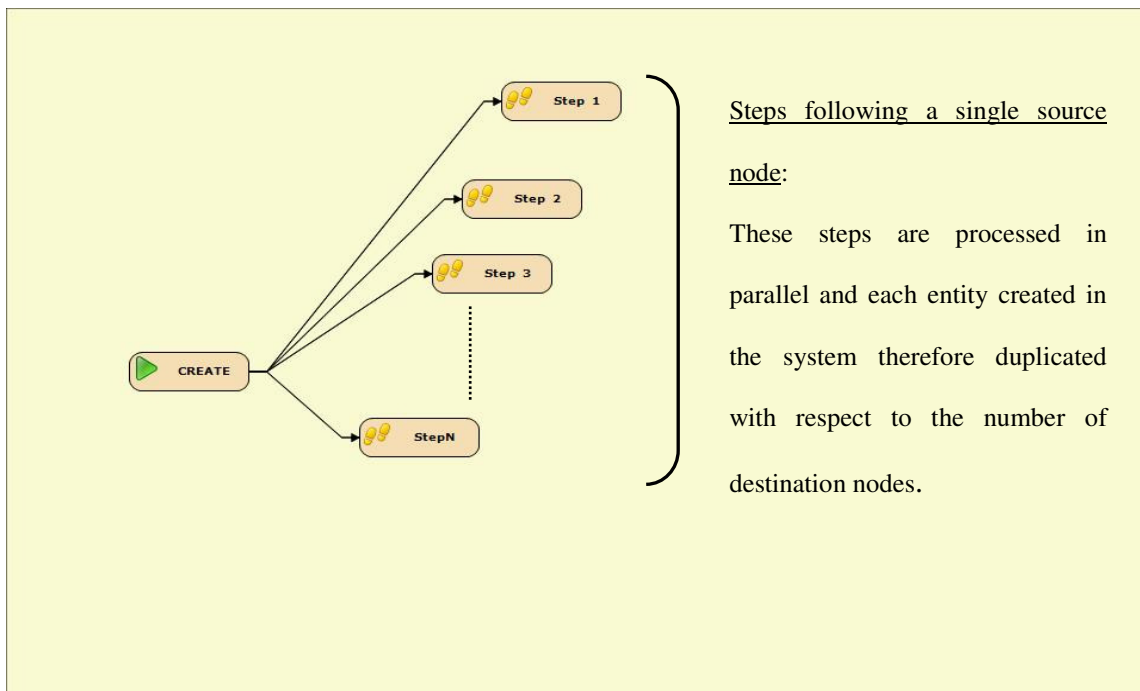 Step 1
Step 2
Step 3
CREATE
StepN
Steps following a single source
node:
These steps are processed in
parallel and each entity created in
the system therefore duplicated
with respect to the number of
destination nodes.